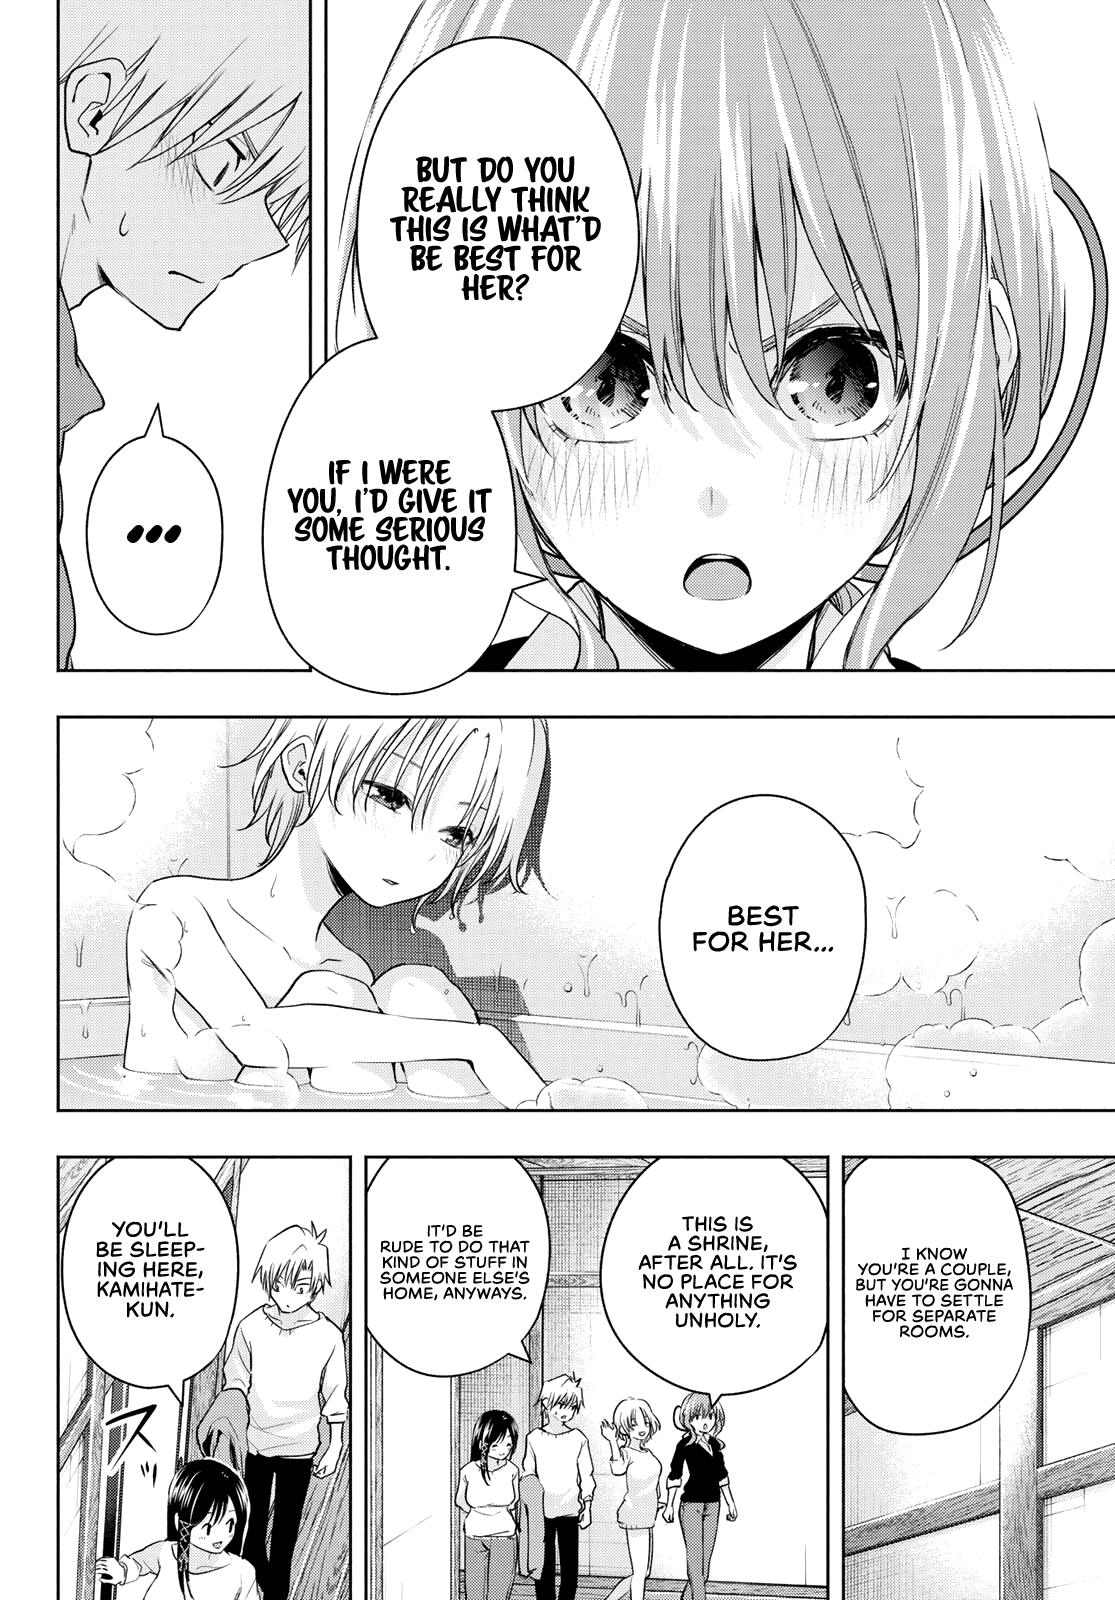 BUT DO YOU
REALLY THINK
THIS IS WHAT'D
BE BEST FOR
HER?
IF I WERE
YOU, I'D GIVE IT
SOME SERIOUS
THOUGHT.
...
BEST
FOR HER...
I KNOW
YOU'RE A COUPLE,
BUT YOU'RE GONNA
HAVE TO SETTLE
FOR SEPARATE
ROOMS.
THIS IS
A SHRINE,
AFTER ALL. IT'S
NO PLACE FOR
ANYTHING
UNHOLY.
IT'D BE
RUDE TO DO THAT
KIND OF STUFF IN
SOMEONE ELSE'S
HOME, ANYWAYS.
YOU'LL
BE SLEEP-
ING HERE,
KAMIHATE-
KUN.
スッ